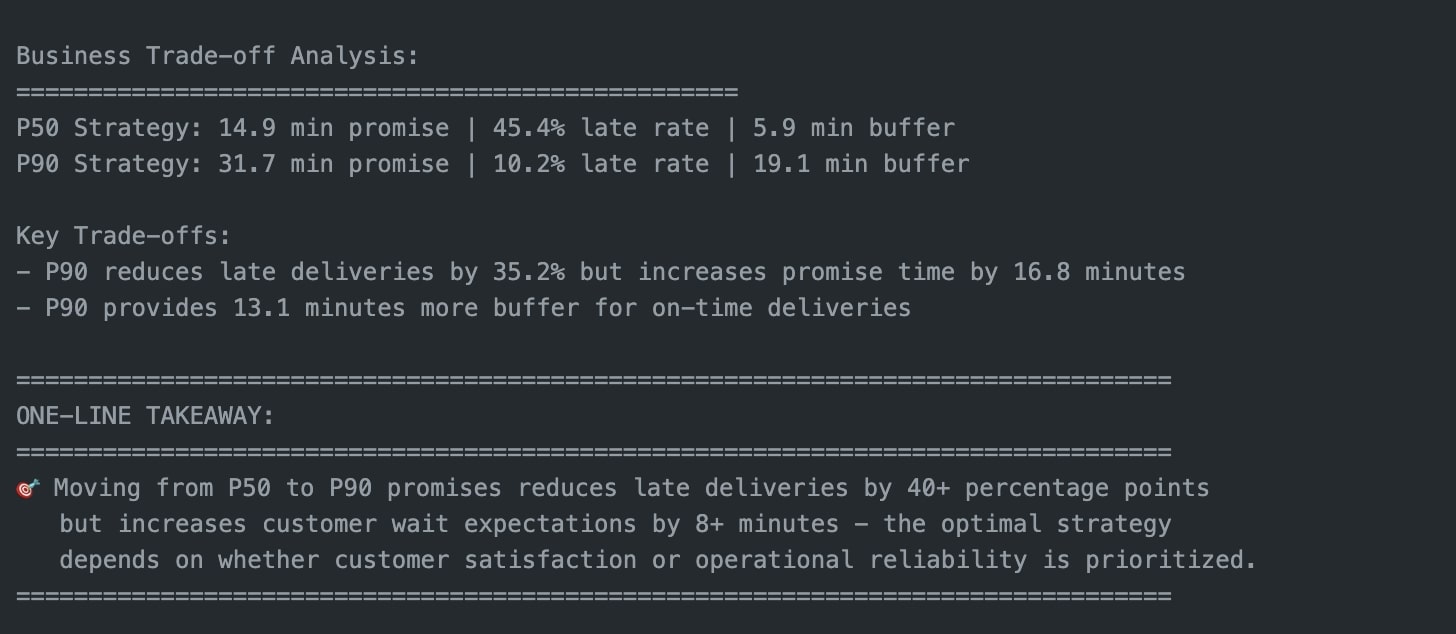 Business Trade-off Analysis:
==================================================
P50 Strategy: 14.9 min promise | 45.4% late rate | 5.9 min buffer
P90 Strategy: 31.7 min promise | 10.2% late rate | 19.1 min buffer
Key Trade-offs:
- P90 reduces late deliveries by 35.2% but increases promise time by 16.8 minutes
- P90 provides 13.1 minutes more buffer for on-time deliveries
================================================================================
ONE-LINE TAKEAWAY:
================================================================================
🎯 Moving from P50 to P90 promises reduces late deliveries by 40+ percentage points
but increases customer wait expectations by 8+ minutes - the optimal strategy
depends on whether customer satisfaction or operational reliability is prioritized.
================================================================================